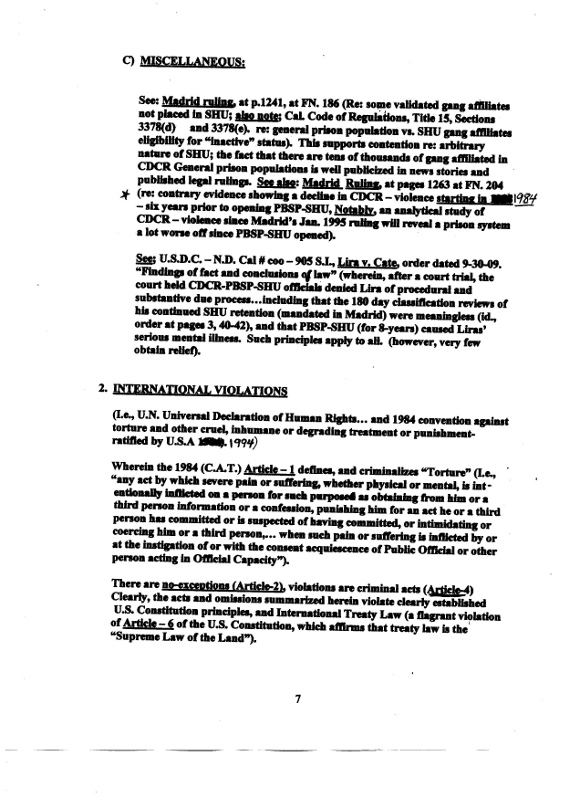 C) MISCELLANEOUS:
See: Madrid ruling, at p.1241, at FN. 186 (Re: some validated gang affiliates
not placed in SHU; also note; Cal. Code of Regulations, Title 15, Sections
3378(d) and 3378(e). re: general prison population vs. SHU gang affiliates
eligibility for "inactive" status). This supports contention re: arbitrary
nature of SHU; the fact that there are tens of thousands of gang affiliated in
CDCR General prison populations is well publicized in news stories and
published legal rulings. See also: Madrid Ruling, at pages 1263 at FN. 204
* (re: contrary evidence showing a decline in CDCR – violence starting in 1984
– six years prior to opening PBSP-SHU, Notably, an analytical study of
CDCR – violence since Madrid's Jan. 1995 ruling will reveal a prison system
a lot worse off since PBSP-SHU opened).
See: U.S.D.C. – N.D. Cal # coo – 905 S.I., Lira v. Cate, order dated 9-30-09.
"Findings of fact and conclusions of law" (wherein, after a court trial, the
court held CDCR-PBSP-SHU officials denied Lira of procedural and
substantive due process...including that the 180 day classification reviews of
his continued SHU retention (mandated in Madrid) were meaningless (id.,
order at pages 3, 40-42), and that PBSP-SHU (for 8-years) caused Liras'
serious mental illness. Such principles apply to all. (however, very few
obtain relief).
2. INTERNATIONAL VIOLATIONS
(I.e., U.N. Universal Declaration of Human Rights... and 1984 convention against
torture and other cruel, inhumane or degrading treatment or punishment-
ratified by U.S.A. 1994)
Wherein the 1984 (C.A.T.) Article – 1 defines, and criminalizes "Torture" (I.e.,
"any act by which severe pain or suffering, whether physical or mental, is int-
entionally inflicted on a person for such purposed as obtaining from him or a
third person information or a confession, punishing him for an act he or a third
person has committed or is suspected of having committed, or intimidating or
coercing him or a third person,... when such pain or suffering is inflicted by or
at the instigation of or with the consent acquiescence of Public Official or other
person acting in Official Capacity").
There are no-exceptions (Article-2), violations are criminal acts (Article-4)
Clearly, the acts and omissions summarized herein violate clearly established
U.S. Constitution principles, and International Treaty Law (a flagrant violation
of Article – 6 of the U.S. Constitution, which affirms that treaty law is the
"Supreme Law of the Land").
7